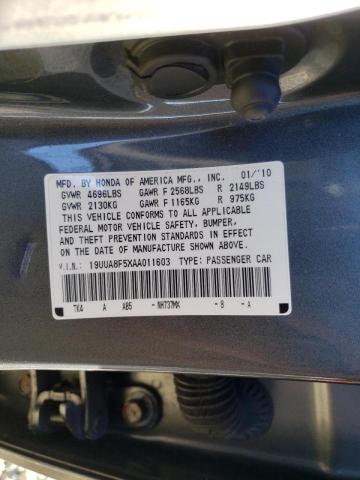 MFD. BY HONDA OF AMERICA MFG., INC. 01/'10
GVWR 4696LBS GAWR F 2568LBS R 2149LBS
GVWR 2130KG GAWR F 1165KG R 975KG
THIS VEHICLE CONFORMS TO ALL APPLICABLE
FEDERAL MOTOR VEHICLE SAFETY, BUMPER,
AND THEFT PREVENTION STANDARDS IN EFFECT
ON THE DATE OF MANUFACTURE SHOWN ABOVE.
V.I.N.: 19UUA8F5XAA011603 TYPE: PASSENGER CAR
TK4 A AB5 -NH737MX -B -A